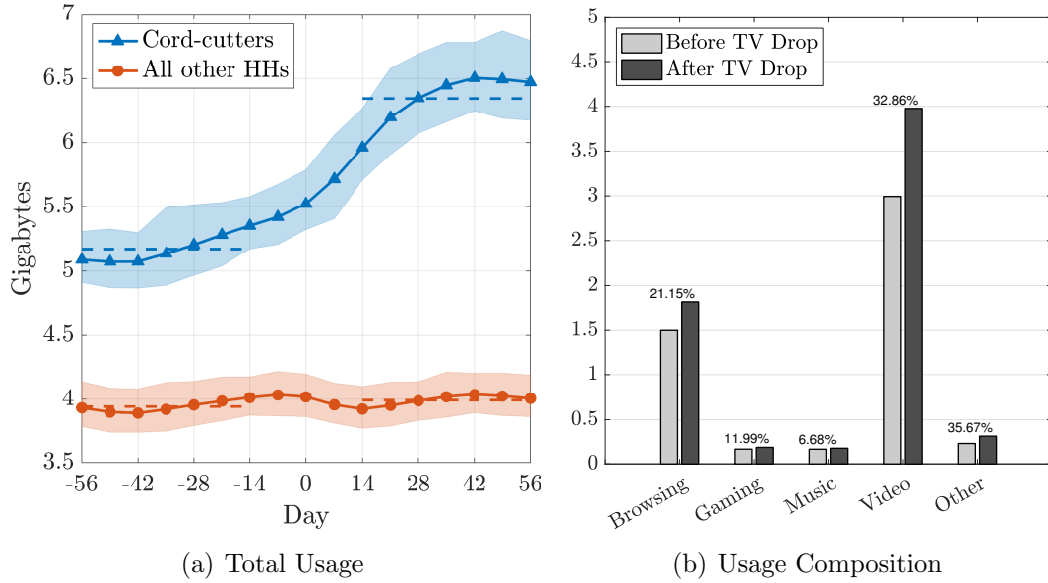 7
6.5
6
5.5
5
4.5
4
3.5
Gigabytes
Cord-cutters
All other HHs
-56 -42 -28 -14 0 14 28 42 56
Day
(a) Total Usage
5
4.5
4
3.5
3
2.5
2
1.5
1
0.5
0
Before TV Drop
After TV Drop
21.15%
11.99%
6.68%
32.86%
35.67%
Browsing
Gaming
Music
Video
Other
(b) Usage Composition